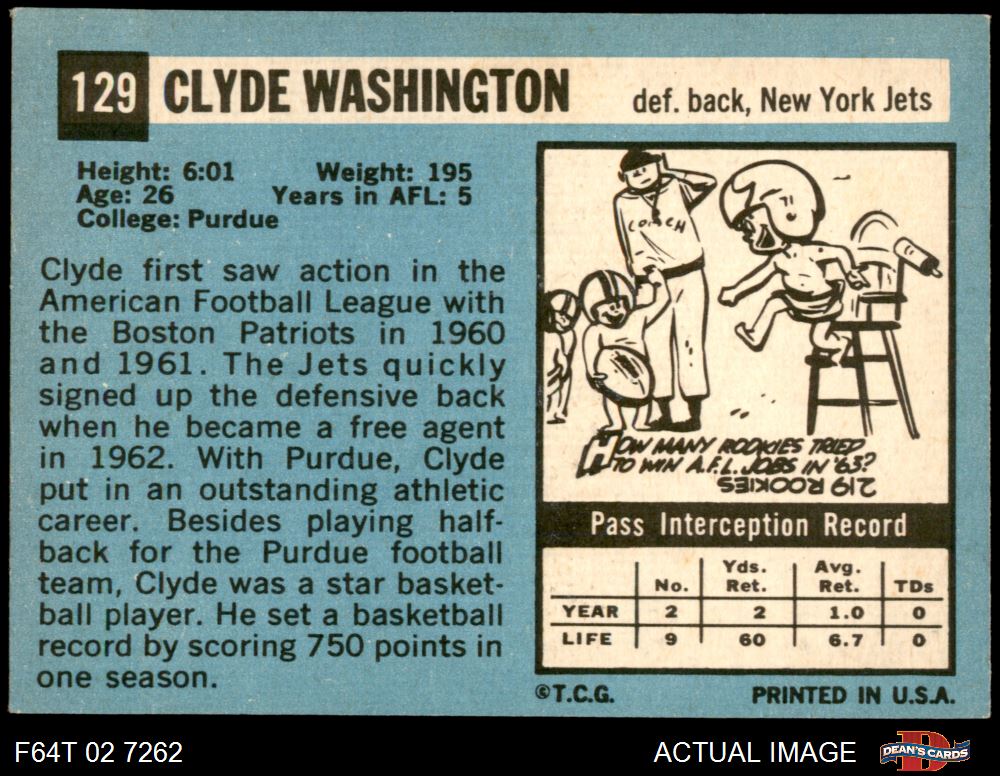 129 CLYDE WASHINGTON def. back, New York Jets
Height: 6:01 Weight: 195
Age: 26 Years in AFL: 5
College: Purdue
Clyde first saw action in the
American Football League with
the Boston Patriots in 1960
and 1961. The Jets quickly
signed up the defensive back
when he became a free agent
in 1962. With Purdue, Clyde
put in an outstanding athletic
career. Besides playing half-
back for the Purdue football
team, Clyde was a star basket-
ball player. He set a basketball
record by scoring 750 points in
one season.
COACH
HOW MANY ROOKIES TRIED
TO WIN A.F.L. JOBS IN '63?
219 ROOKIES
Pass Interception Record
No. Yds. Ret. Avg. Ret. TDs
YEAR 2 2 1.0 0
LIFE 9 60 6.7 0
©T.C.G. PRINTED IN U.S.A.
F64T 02 7262 ACTUAL IMAGE D DEAN'S CARDS